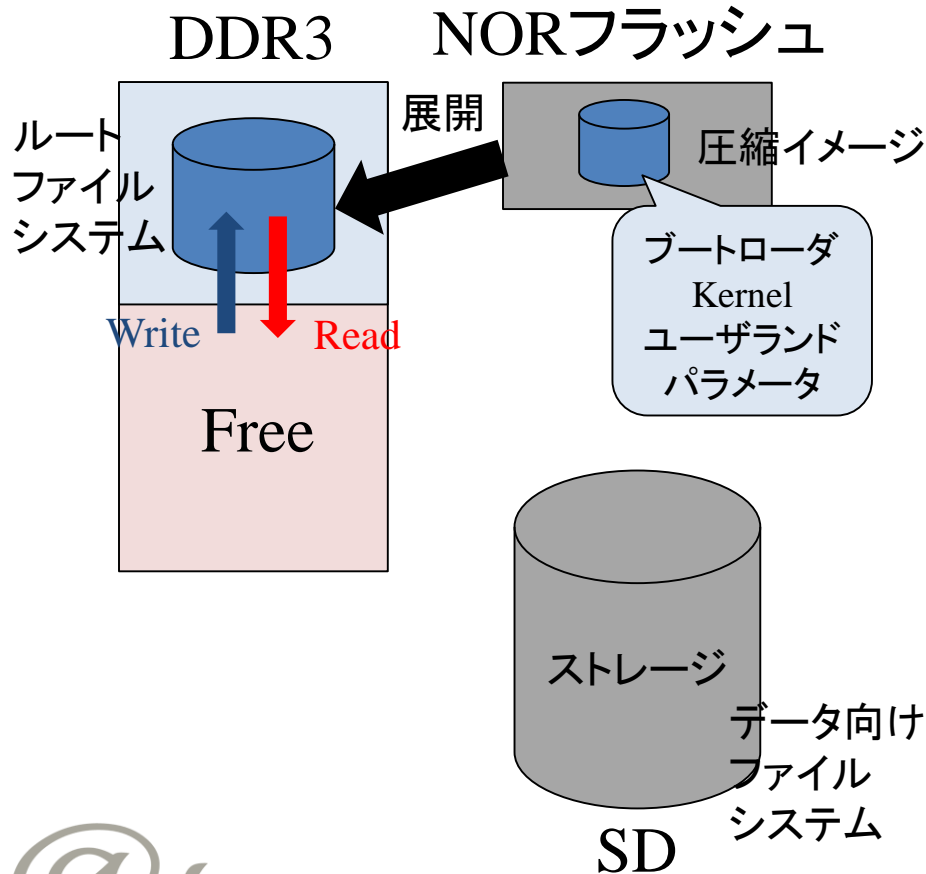 DDR3
NORフラッシュ
展開
ルート
ファイル
システム
圧縮イメージ
ブートローダ
Kernel
ユーザランド
パラメータ
Write
Read
Free
ストレージ
データ向け
ファイル
システム
SD